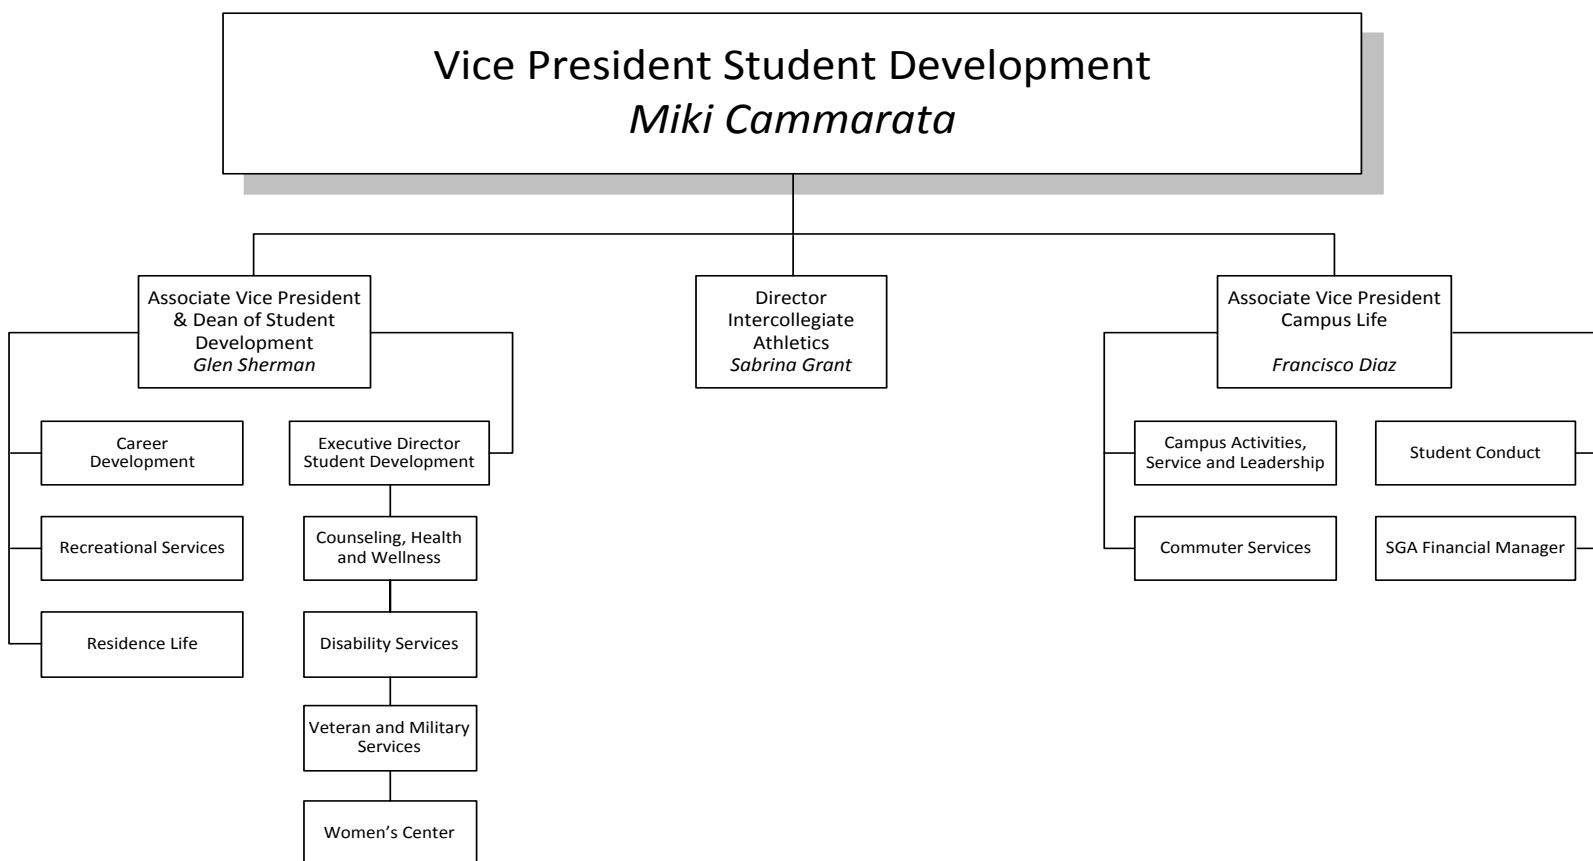 Vice President Student Development
Miki Cammarata
Associate Vice President
& Dean of Student
Development
Glen Sherman
Director
Intercollegiate
Athletics
Sabrina Grant
Associate Vice President
Campus Life
Francisco Diaz
Career
Development
Executive Director
Student Development
Campus Activities,
Service and Leadership
Student Conduct
Recreational Services
Counseling, Health
and Wellness
Commuter Services
SGA Financial Manager
Residence Life
Disability Services
Veteran and Military
Services
Women’s Center